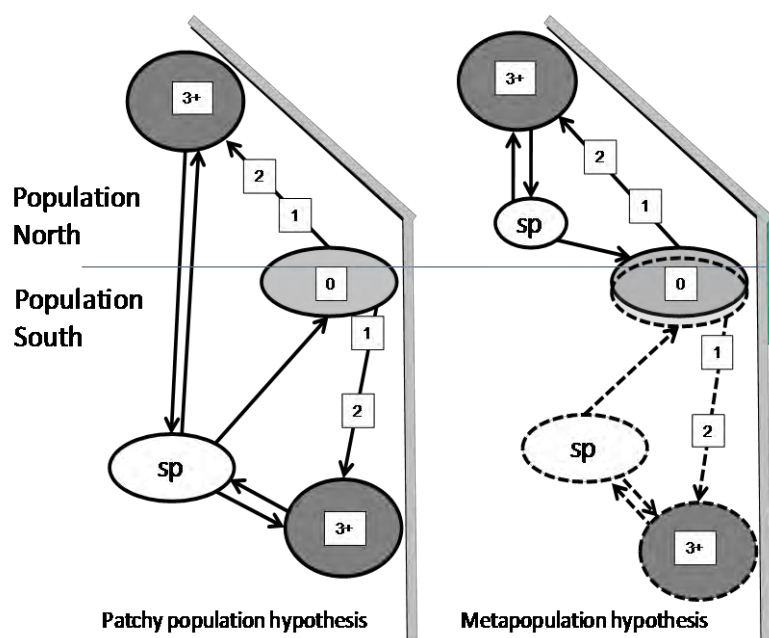 3+
2
1
Population
North
0
Population
South
1
2
sp
3+
Patchy population hypothesis
3+
2
1
sp
0
1
sp
2
3+
Metapopulation hypothesis